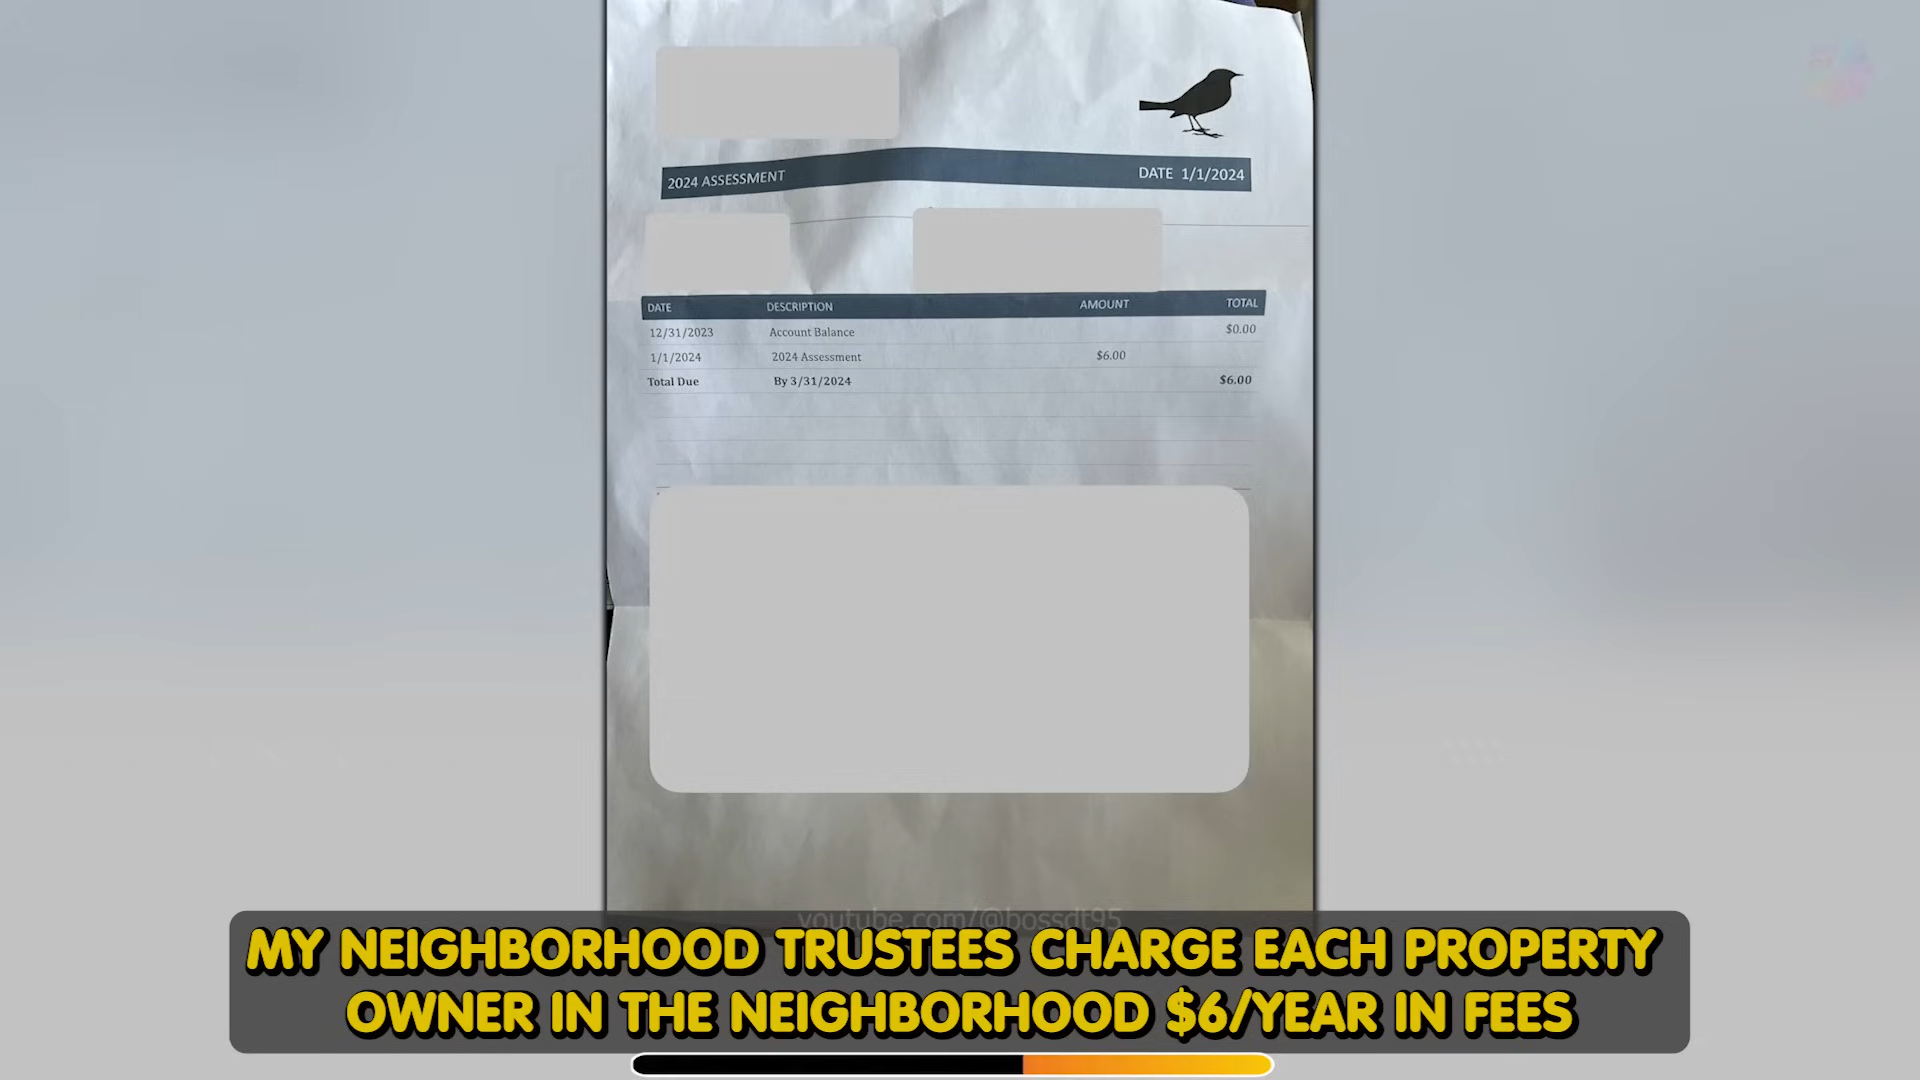 2024 ASSESSMENT DATE 1/1/2024
DATE DESCRIPTION AMOUNT TOTAL
12/31/2023 Account Balance $0.00
1/1/2024 2024 Assessment $6.00
Total Due By 3/31/2024 $6.00
youtube.com/@bossdt95
MY NEIGHBORHOOD TRUSTEES CHARGE EACH PROPERTY
OWNER IN THE NEIGHBORHOOD $6/YEAR IN FEES